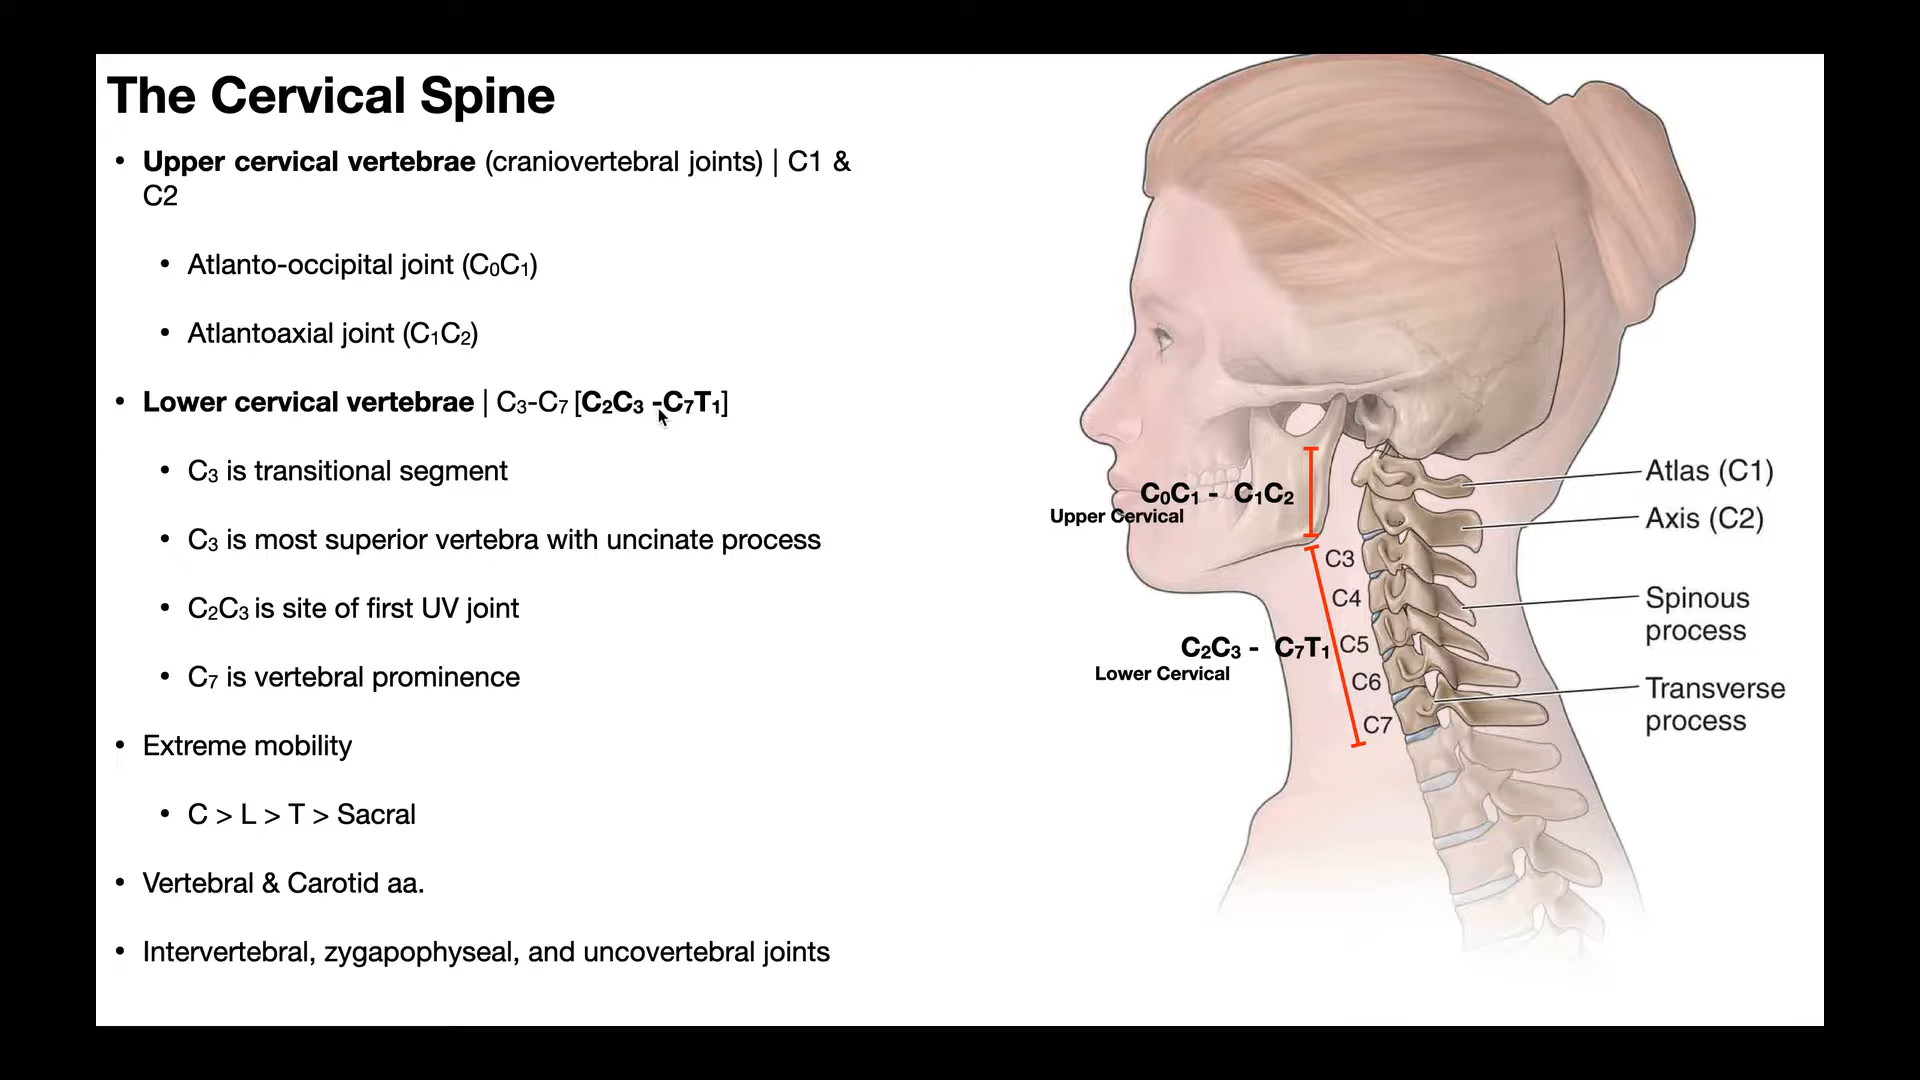 The Cervical Spine
• Upper cervical vertebrae (craniovertebral joints) | C1 &
C2
• Atlanto-occipital joint (C₀C₁)
• Atlantoaxial joint (C₁C₂)
• Lower cervical vertebrae | C₃-C₇ [C₂C₃ -C₇T₁]
• C₃ is transitional segment
• C₃ is most superior vertebra with uncinate process
• C₂C₃ is site of first UV joint
• C₇ is vertebral prominence
• Extreme mobility
• C > L > T > Sacral
• Vertebral & Carotid aa.
• Intervertebral, zygapophyseal, and uncovertebral joints
C₀C₁ - C₁C₂
Upper Cervical
C₂C₃ - C₇T₁
Lower Cervical
C3
C4
C5
C6
C7
Atlas (C1)
Axis (C2)
Spinous
process
Transverse
process